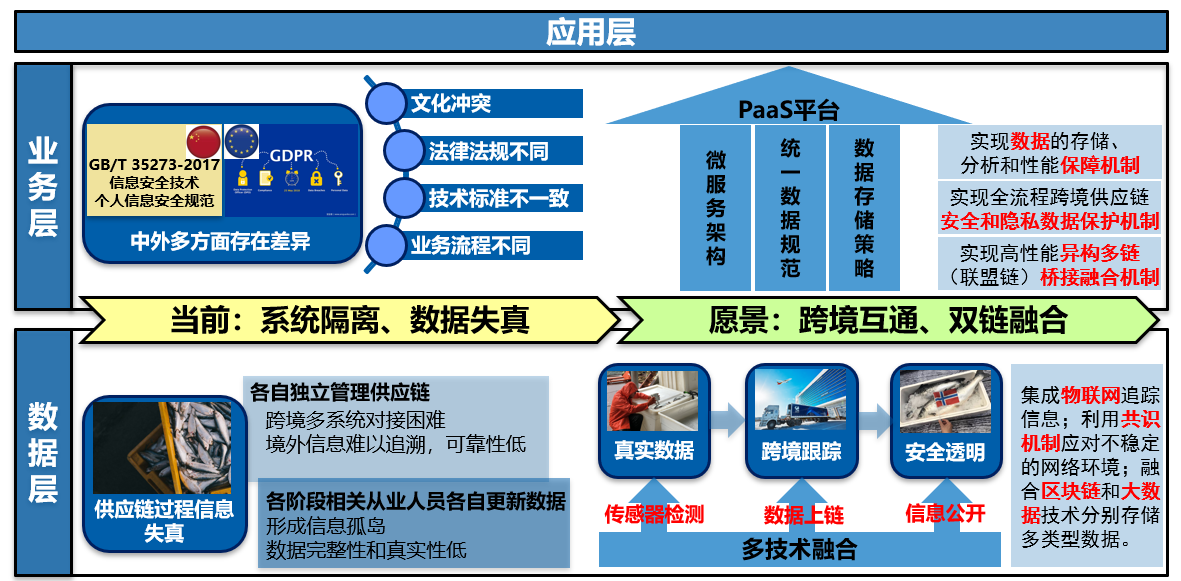 应用层
业务层
GB/T 35273-2017
信息安全技术
个人信息安全规范
GDPR
中外多方面存在差异
文化冲突
法律法规不同
技术标准不一致
业务流程不同
PaaS平台
微服务架构
统一数据规范
数据存储策略
实现数据的存储、
分析和性能保障机制
实现全流程跨境供应链
安全和隐私数据保护机制
实现高性能异构多链
（联盟链）桥接融合机制
当前：系统隔离、数据失真
愿景：跨境互通、双链融合
数据层
供应链过程信息
失真
各自独立管理供应链
跨境多系统对接困难
境外信息难以追溯，可靠性低
各阶段相关从业人员各自更新数据
形成信息孤岛
数据完整性和真实性低
真实数据
跨境跟踪
安全透明
传感器检测
数据上链
信息公开
多技术融合
集成物联网追踪
信息；利用共识
机制应对不稳定
的网络环境；融
合区块链和大数
据技术分别存储
多类型数据。